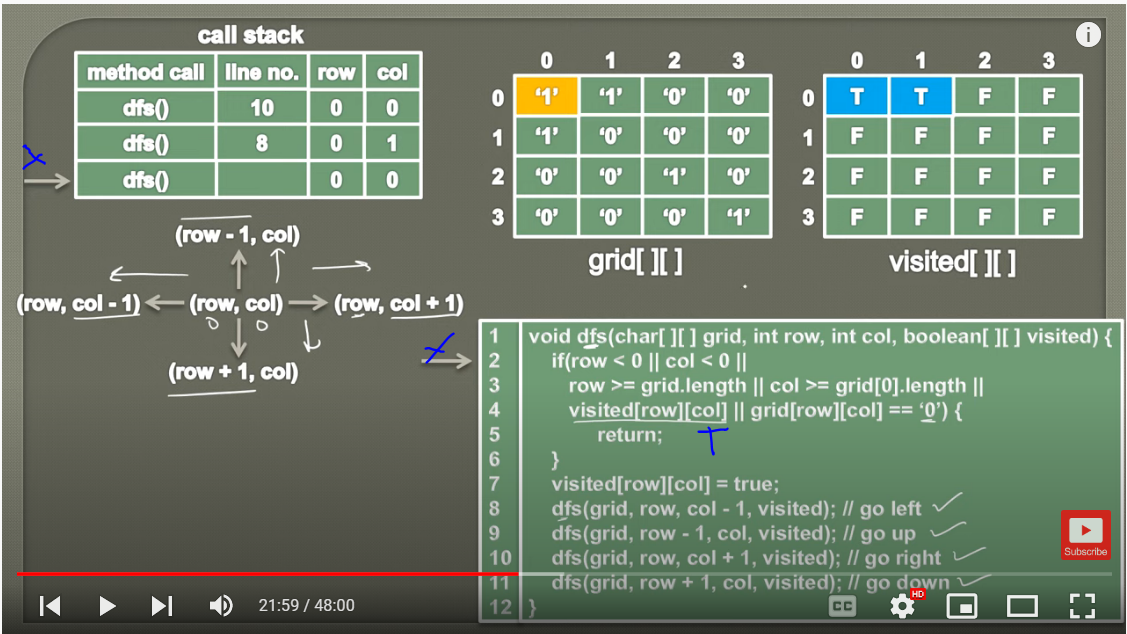 call stack
method call line no. row col
dfs() 10 0 0
dfs() 8 0 1
dfs() 0 0
(row - 1, col)
(row, col - 1) (row, col) (row, col + 1)
0 0
(row + 1, col)
0 1 2 3
0 ‘1’ ‘1’ ‘0’ ‘0’
1 ‘1’ ‘0’ ‘0’ ‘0’
2 ‘0’ ‘0’ ‘1’ ‘0’
3 ‘0’ ‘0’ ‘0’ ‘1’
grid[ ][ ]
0 1 2 3
0 T T F F
1 F F F F
2 F F F F
3 F F F F
visited[ ][ ]
i
1 void dfs(char[ ][ ] grid, int row, int col, boolean[ ][ ] visited) {
2 if(row < 0 || col < 0 ||
3 row >= grid.length || col >= grid[0].length ||
4 visited[row][col] || grid[row][col] == ‘0’) {
5 return; T
6 }
7 visited[row][col] = true;
8 dfs(grid, row, col - 1, visited); // go left
9 dfs(grid, row - 1, col, visited); // go up
10 dfs(grid, row, col + 1, visited); // go right
11 dfs(grid, row + 1, col, visited); // go down
12 }
Subscribe
21:59 / 48:00
CC
HD